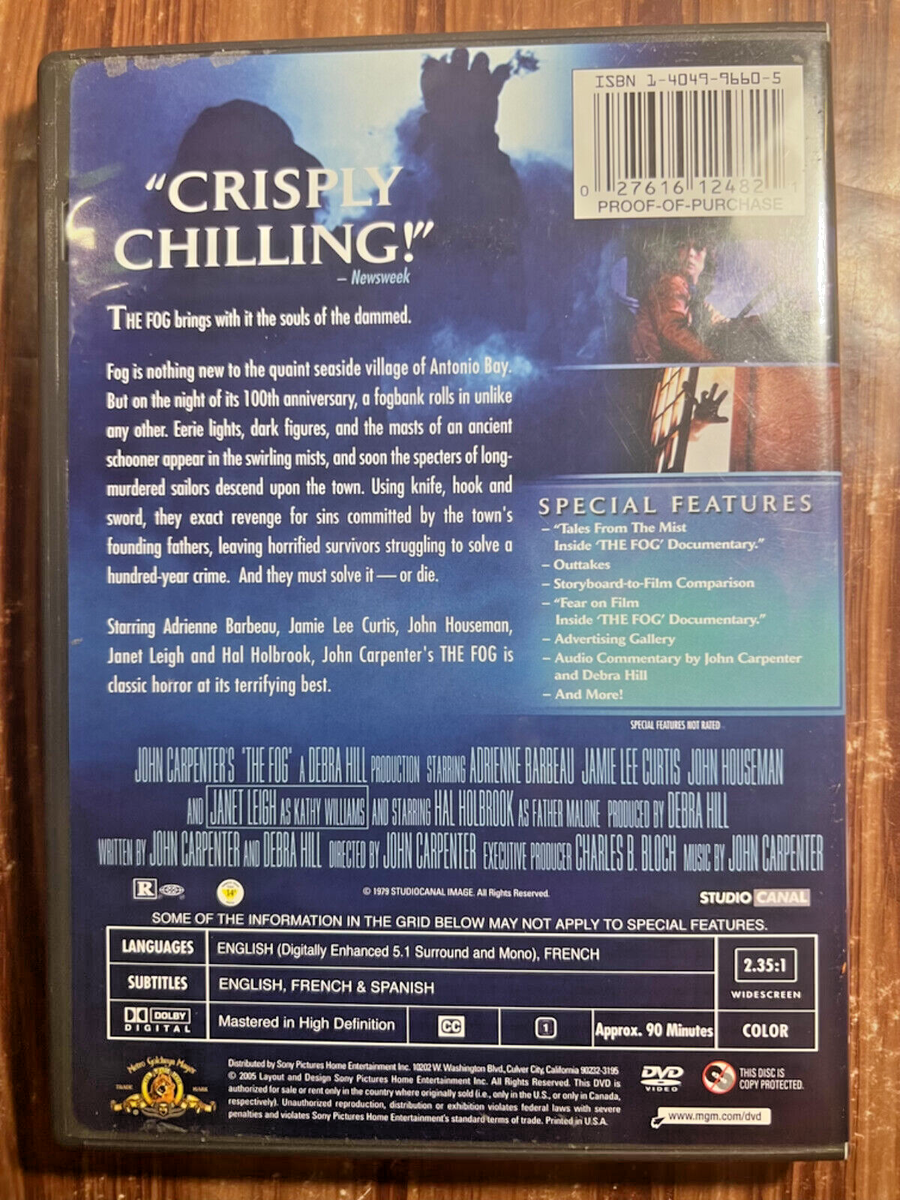 ISBN 1-4049-9660-5
0 27616 12482 1
PROOF-OF-PURCHASE
"CRISPLY
CHILLING!"
– Newsweek
THE FOG brings with it the souls of the dammed.
Fog is nothing new to the quaint seaside village of Antonio Bay.
But on the night of its 100th anniversary, a fogbank rolls in unlike
any other. Eerie lights, dark figures, and the masts of an ancient
schooner appear in the swirling mists, and soon the specters of long-
murdered sailors descend upon the town. Using knife, hook and
sword, they exact revenge for sins committed by the town's
founding fathers, leaving horrified survivors struggling to solve a
hundred-year crime. And they must solve it — or die.
Starring Adrienne Barbeau, Jamie Lee Curtis, John Houseman,
Janet Leigh and Hal Holbrook, John Carpenter's THE FOG is
classic horror at its terrifying best.
SPECIAL FEATURES
– "Tales From The Mist
Inside 'THE FOG' Documentary."
– Outtakes
– Storyboard-to-Film Comparison
– "Fear on Film
Inside 'THE FOG' Documentary."
– Advertising Gallery
– Audio Commentary by John Carpenter
and Debra Hill
– And More!
SPECIAL FEATURES NOT RATED
JOHN CARPENTER'S "THE FOG" A DEBRA HILL PRODUCTION STARRING ADRIENNE BARBEAU JAMIE LEE CURTIS JOHN HOUSEMAN
AND JANET LEIGH AS KATHY WILLIAMS AND STARRING HAL HOLBROOK AS FATHER MALONE PRODUCED BY DEBRA HILL
WRITTEN BY JOHN CARPENTER AND DEBRA HILL DIRECTED BY JOHN CARPENTER EXECUTIVE PRODUCER CHARLES B. BLOCH MUSIC BY JOHN CARPENTER
R
© 1979 STUDIOCANAL IMAGE. All Rights Reserved.
STUDIO CANAL
SOME OF THE INFORMATION IN THE GRID BELOW MAY NOT APPLY TO SPECIAL FEATURES.
LANGUAGES ENGLISH (Digitally Enhanced 5.1 Surround and Mono), FRENCH
2.35:1
WIDESCREEN
SUBTITLES ENGLISH, FRENCH & SPANISH
DOLBY
DIGITAL
Mastered in High Definition CC 1 Approx. 90 Minutes COLOR
Metro Goldwyn Mayer
TRADE MARK
Distributed by Sony Pictures Home Entertainment Inc. 10202 W. Washington Blvd., Culver City, California 90232-3195
© 2005 Layout and Design Sony Pictures Home Entertainment Inc. All Rights Reserved. This DVD is
authorized for sale or rent only in the country where originally sold (i.e., only in the U.S., or only in Canada,
respectively). Unauthorized reproduction, distribution or exhibition violates federal laws with severe
penalties and violates Sony Pictures Home Entertainment's standard terms of trade. Printed in U.S.A.
DVD
VIDEO
THIS DISC IS
COPY PROTECTED.
www.mgm.com/dvd